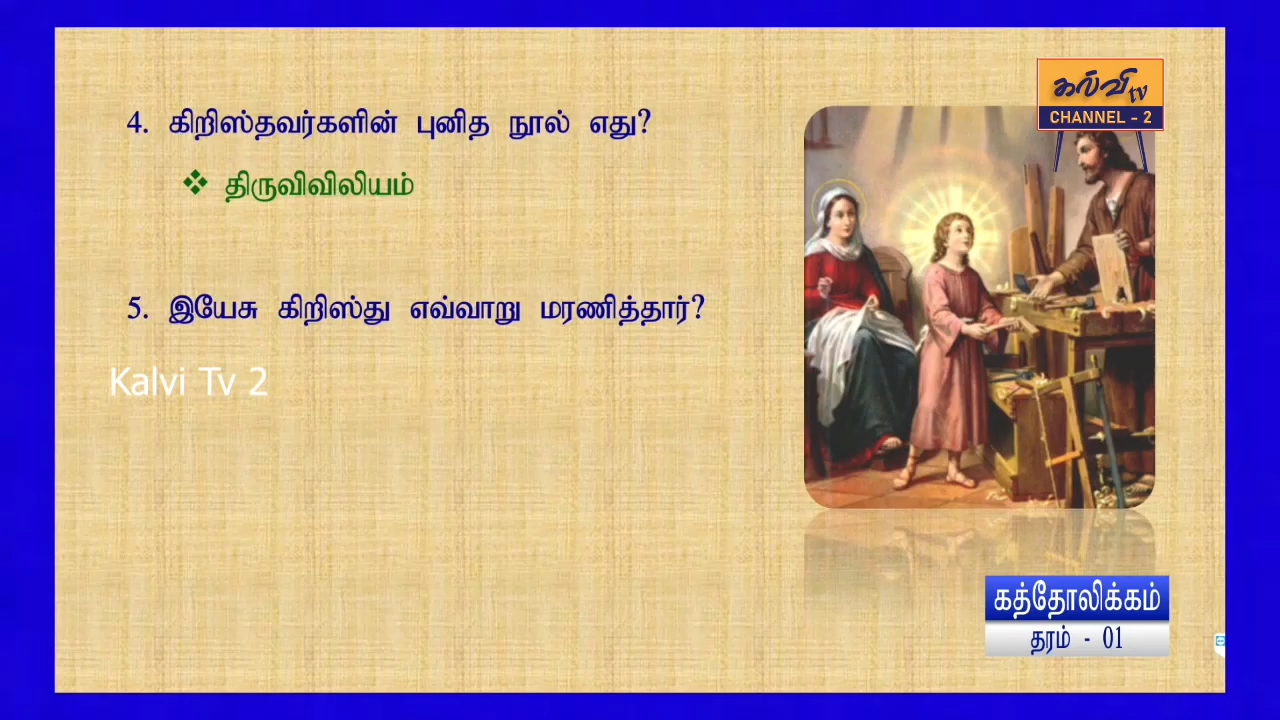 கல்வி tv
CHANNEL - 2
4. கிறிஸ்தவர்களின் புனித நூல் எது?
❖ திருவிவிலியம்
5. இயேசு கிறிஸ்து எவ்வாறு மரணித்தார்?
Kalvi Tv 2
கத்தோலிக்கம்
தரம் - 01